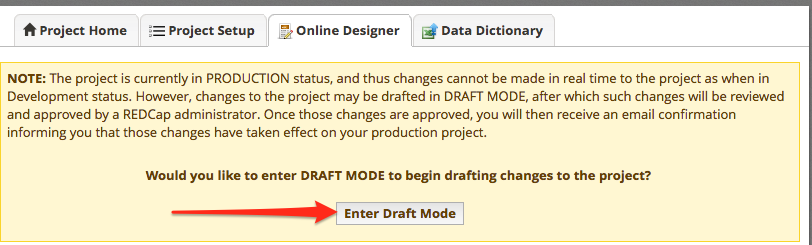 Project Home Project Setup Online Designer Data Dictionary
NOTE: The project is currently in PRODUCTION status, and thus changes cannot be made in real time to the project as when in
Development status. However, changes to the project may be drafted in DRAFT MODE, after which such changes will be reviewed
and approved by a REDCap administrator. Once those changes are approved, you will then receive an email confirmation
informing you that those changes have taken effect on your production project.
Would you like to enter DRAFT MODE to begin drafting changes to the project?
Enter Draft Mode